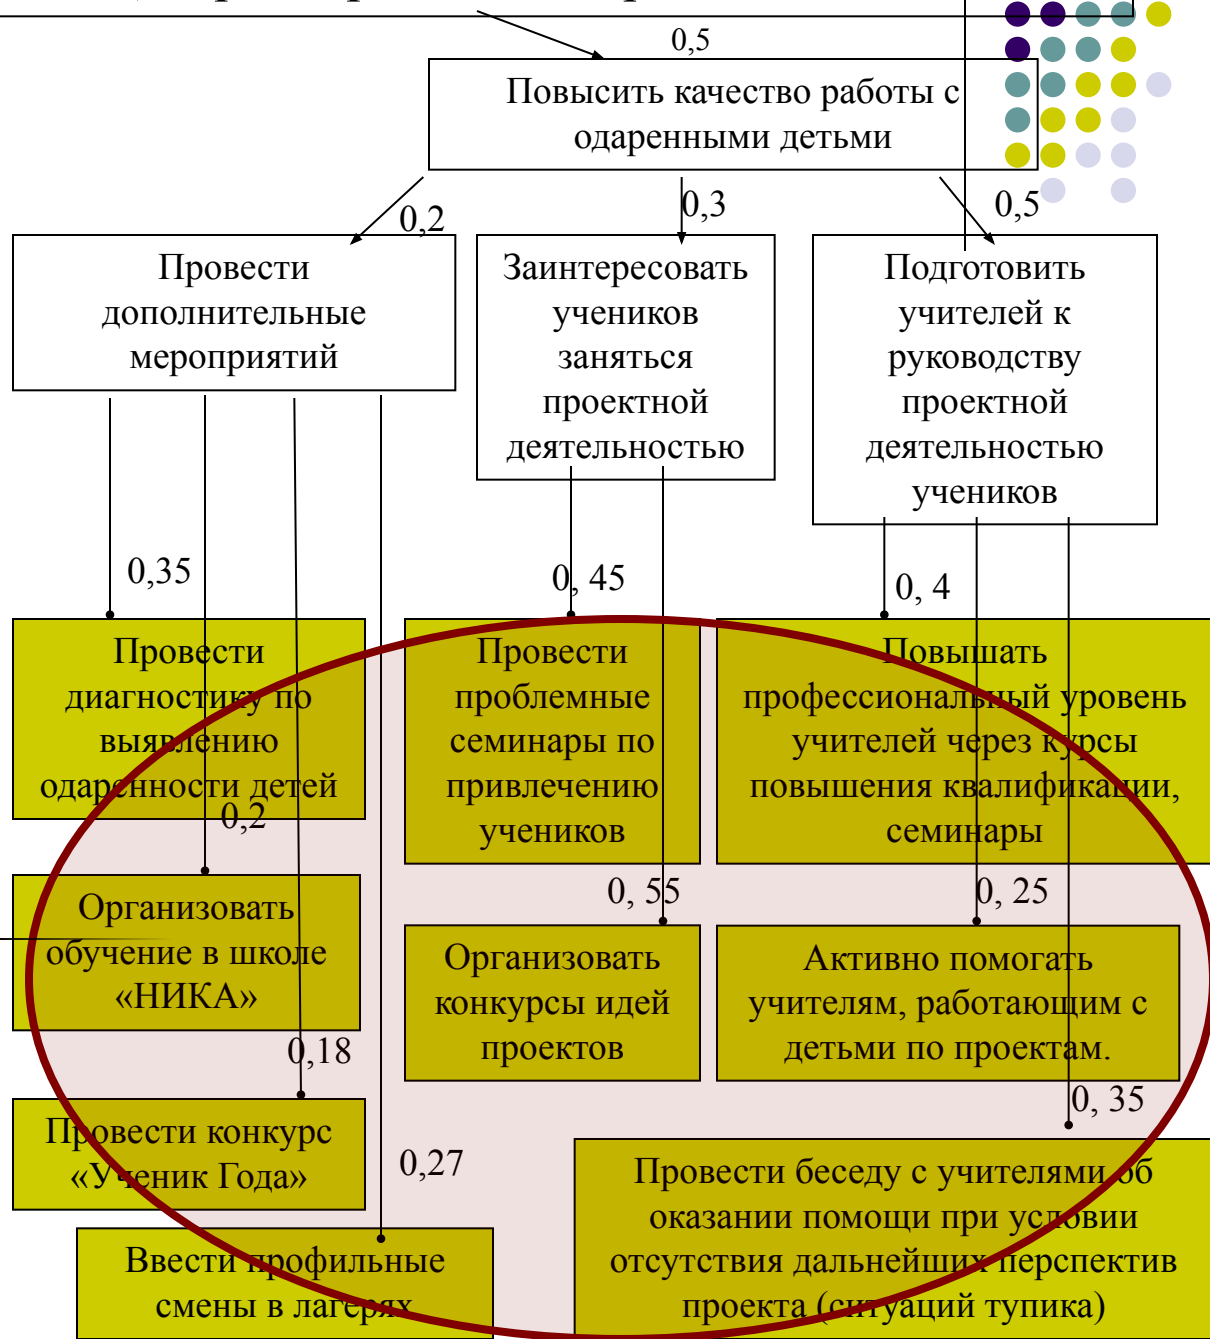 0,5
Повысить качество работы с
одаренными детьми
0,2
0,3
0,5
Провести
дополнительные
мероприятий
Заинтересовать
учеников
заняться
проектной
деятельностью
Подготовить
учителей к
руководству
проектной
деятельностью
учеников
0,35
0, 45
0, 4
Провести
диагностику по
выявлению
одаренности детей
Провести
проблемные
семинары по
привлечению
учеников
Повышать
профессиональный уровень
учителей через курсы
повышения квалификации,
семинары
0,2
0, 55
0, 25
Организовать
обучение в школе
«НИКА»
Организовать
конкурсы идей
проектов
Активно помогать
учителям, работающим с
детьми по проектам.
0,18
0, 35
Провести конкурс
«Ученик Года»
0,27
Провести беседу с учителями об
оказании помощи при условии
отсутствия дальнейших перспектив
проекта (ситуаций тупика)
Ввести профильные
смены в лагерях